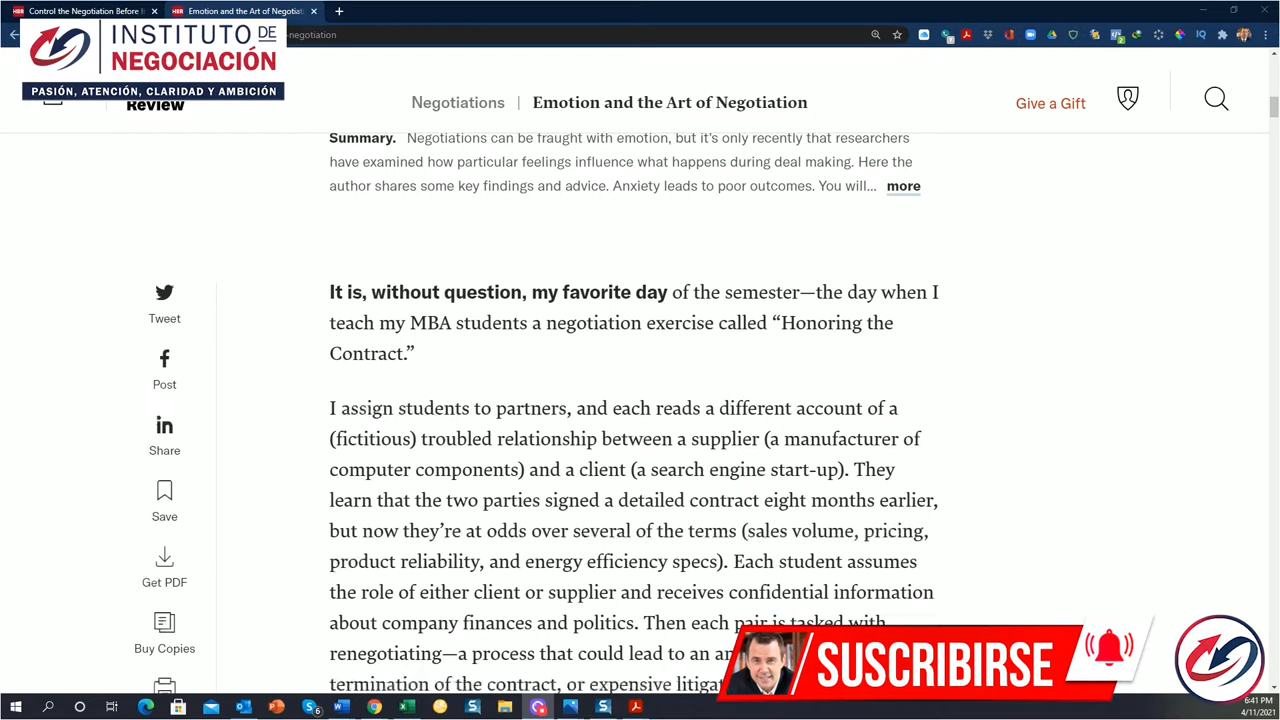 Control the Negotiation Before I
Emotion and the Art of Negotiati
-negotiation
INSTITUTO DE
NEGOCIACIÓN
PASIÓN, ATENCIÓN, CLARIDAD Y AMBICIÓN
Review
Negotiations | Emotion and the Art of Negotiation
Give a Gift
Summary. Negotiations can be fraught with emotion, but it’s only recently that researchers
have examined how particular feelings influence what happens during deal making. Here the
author shares some key findings and advice. Anxiety leads to poor outcomes. You will... more
It is, without question, my favorite day of the semester—the day when I
teach my MBA students a negotiation exercise called “Honoring the
Contract.”
I assign students to partners, and each reads a different account of a
(fictitious) troubled relationship between a supplier (a manufacturer of
computer components) and a client (a search engine start-up). They
learn that the two parties signed a detailed contract eight months earlier,
but now they’re at odds over several of the terms (sales volume, pricing,
product reliability, and energy efficiency specs). Each student assumes
the role of either client or supplier and receives confidential information
about company finances and politics. Then each pair is tasked with
renegotiating—a process that could lead to an
termination of the contract, or expensive
Tweet
Post
Share
Save
Get PDF
Buy Copies
SUSCRIBIRSE
6:41 PM
4/11/2021